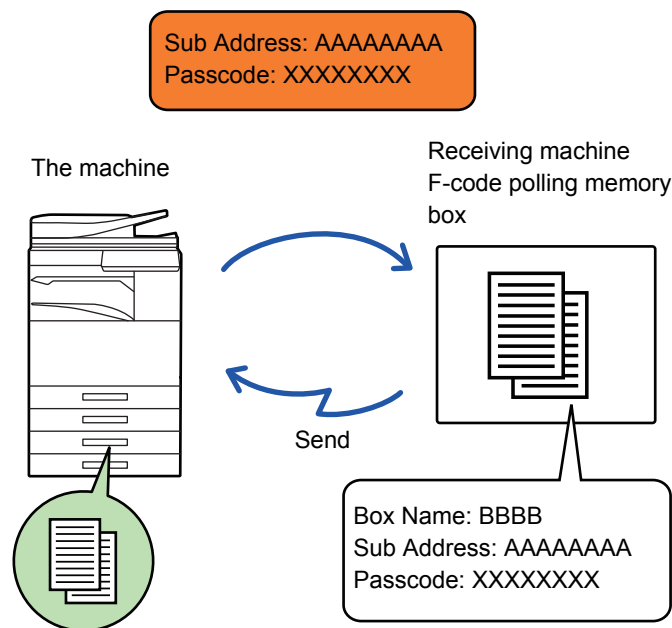 Sub Address: AAAAAAAA
Passcode: XXXXXXXX
The machine
Receiving machine
F-code polling memory
box
Send
Box Name: BBBB
Sub Address: AAAAAAAA
Passcode: XXXXXXXX